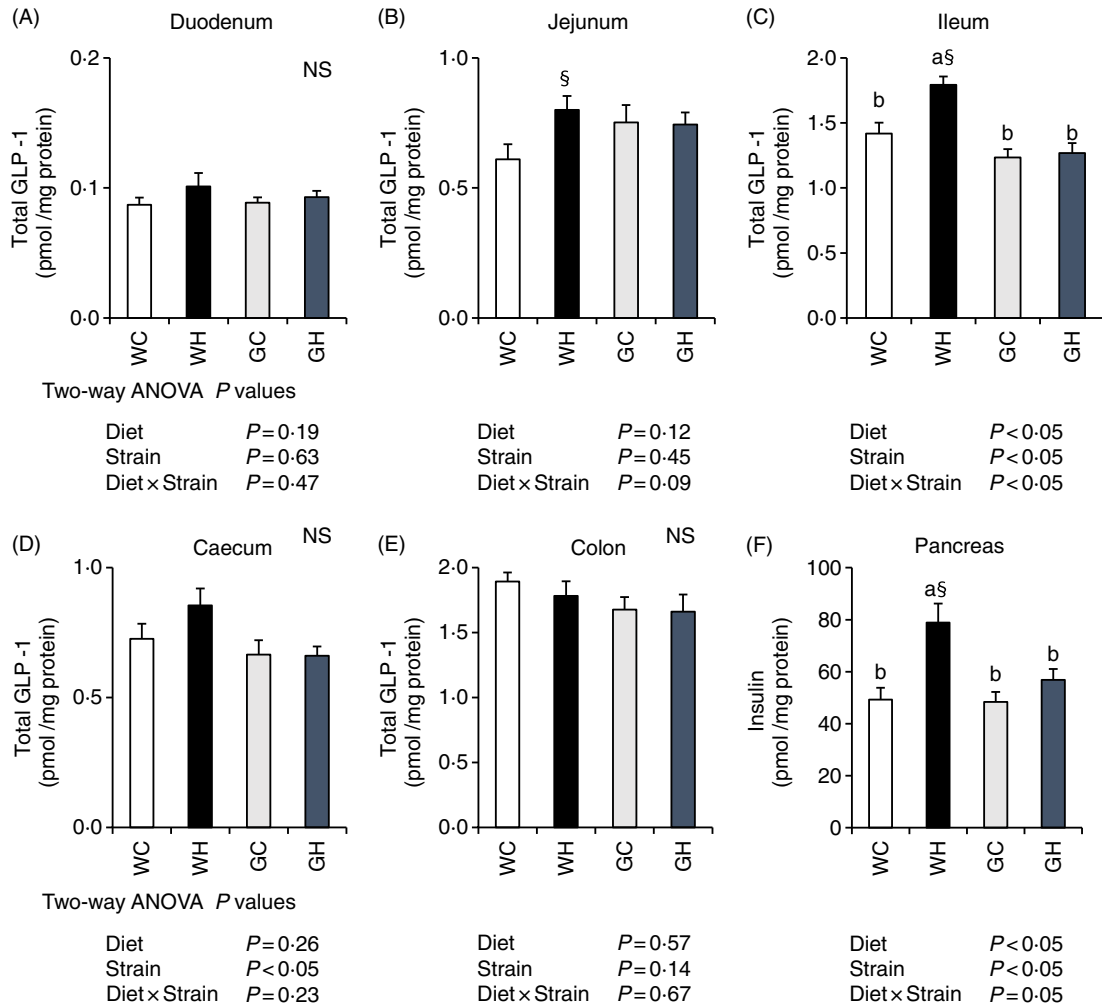 (A)
Duodenum
NS
Total GLP -1
(pmol /mg protein)
0·2
0·1
0·0
WC
WH
GC
GH
Two-way ANOVA P values
Diet P = 0·19
Strain P = 0·63
Diet × Strain P = 0·47
(B)
Jejunum
Total GLP -1
(pmol /mg protein)
1·0
0·5
0·0
§
WC
WH
GC
GH
Diet P = 0·12
Strain P = 0·45
Diet × Strain P = 0·09
(C)
Ileum
Total GLP -1
(pmol /mg protein)
2·0
1·5
1·0
0·5
0·0
b
a§
b
b
WC
WH
GC
GH
Diet P < 0·05
Strain P < 0·05
Diet × Strain P < 0·05
(D)
Caecum
NS
Total GLP -1
(pmol /mg protein)
1·0
0·5
0·0
WC
WH
GC
GH
Two-way ANOVA P values
Diet P = 0·26
Strain P < 0·05
Diet × Strain P = 0·23
(E)
Colon
NS
Total GLP -1
(pmol /mg protein)
2·0
1·5
1·0
0·5
0·0
WC
WH
GC
GH
Diet P = 0·57
Strain P = 0·14
Diet × Strain P = 0·67
(F)
Pancreas
Insulin
(pmol /mg protein)
100
80
60
40
20
0
b
a§
b
b
WC
WH
GC
GH
Diet P < 0·05
Strain P < 0·05
Diet × Strain P = 0·05